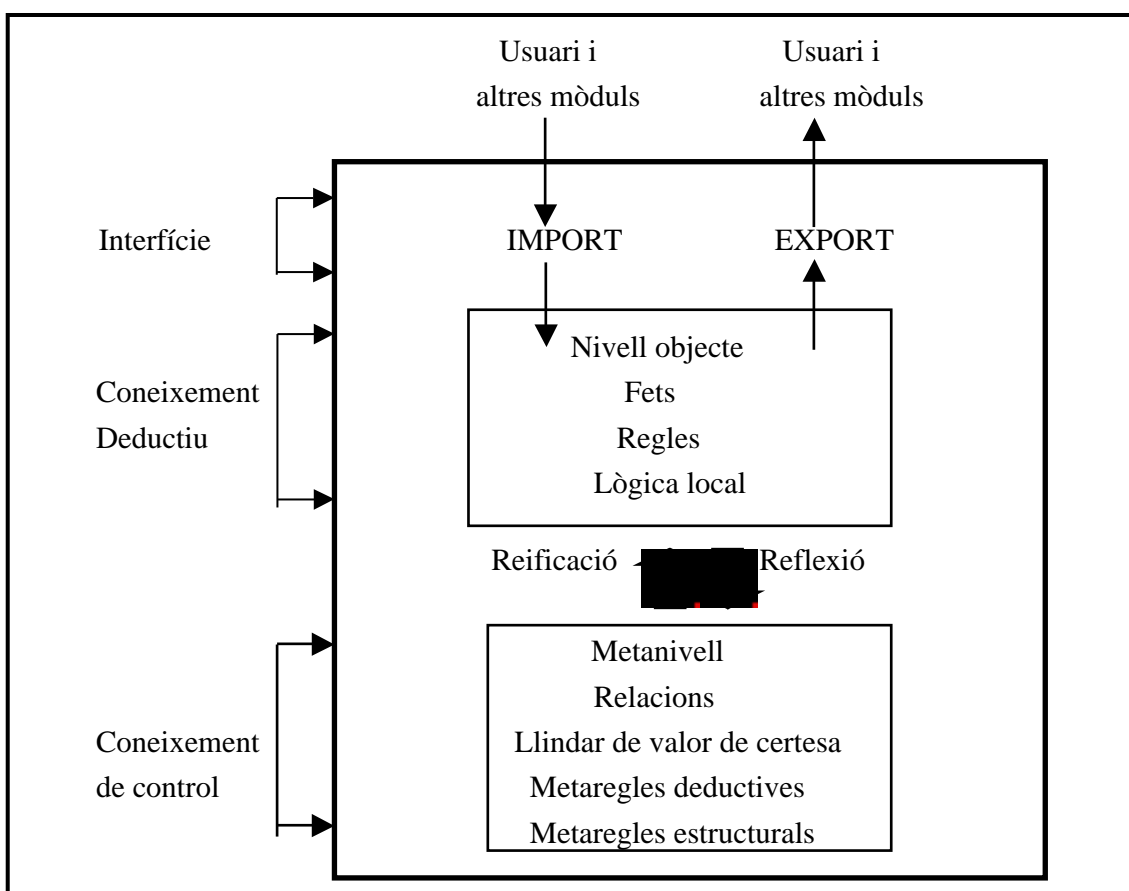 Usuari i
altres mòduls
Usuari i
altres mòduls
Interfície
IMPORT
EXPORT
Coneixement
Deductiu
Nivell objecte
Fets
Regles
Lògica local
Reificació
Reflexió
Coneixement
de control
Metanivell
Relacions
Llindar de valor de certesa
Metaregles deductives
Metaregles estructurals